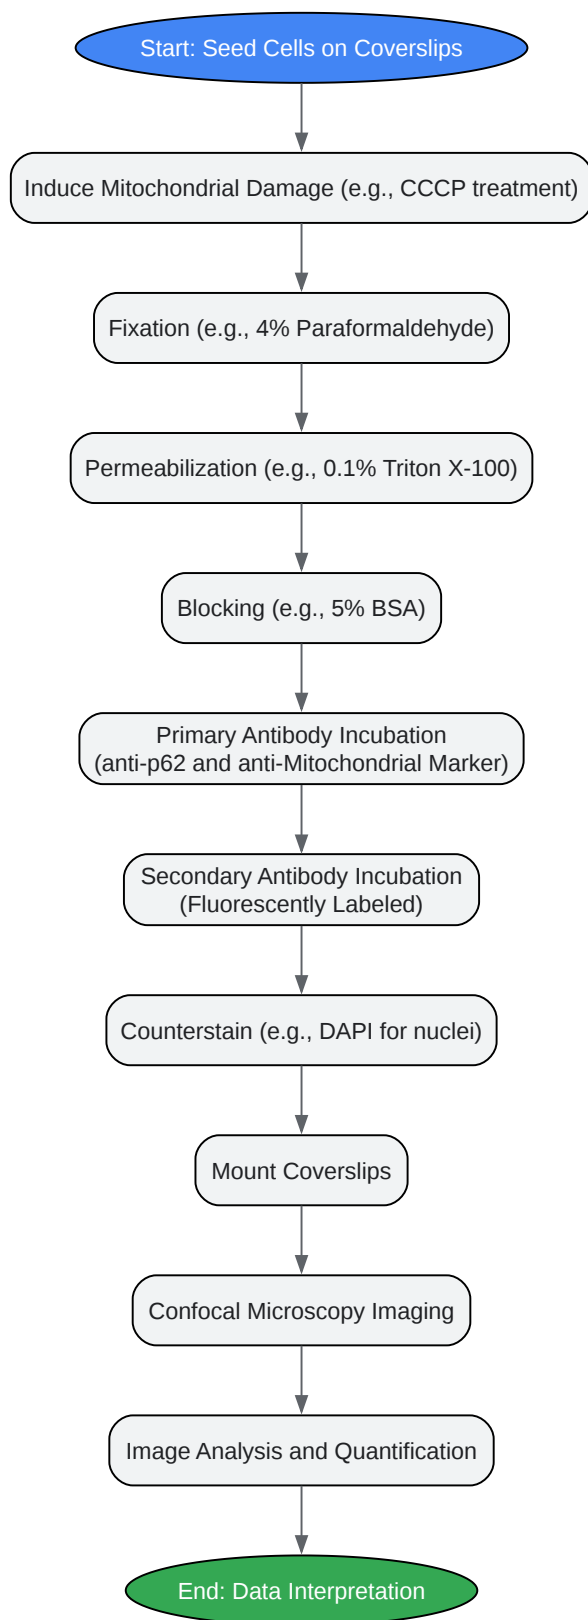 Start: Seed Cells on Coverslips
Induce Mitochondrial Damage (e.g., CCCP treatment)
Fixation (e.g., 4% Paraformaldehyde)
Permeabilization (e.g., 0.1% Triton X-100)
Blocking (e.g., 5% BSA)
Primary Antibody Incubation
(anti-p62 and anti-Mitochondrial Marker)
Secondary Antibody Incubation
(Fluorescently Labeled)
Counterstain (e.g., DAPI for nuclei)
Mount Coverslips
Confocal Microscopy Imaging
Image Analysis and Quantification
End: Data Interpretation